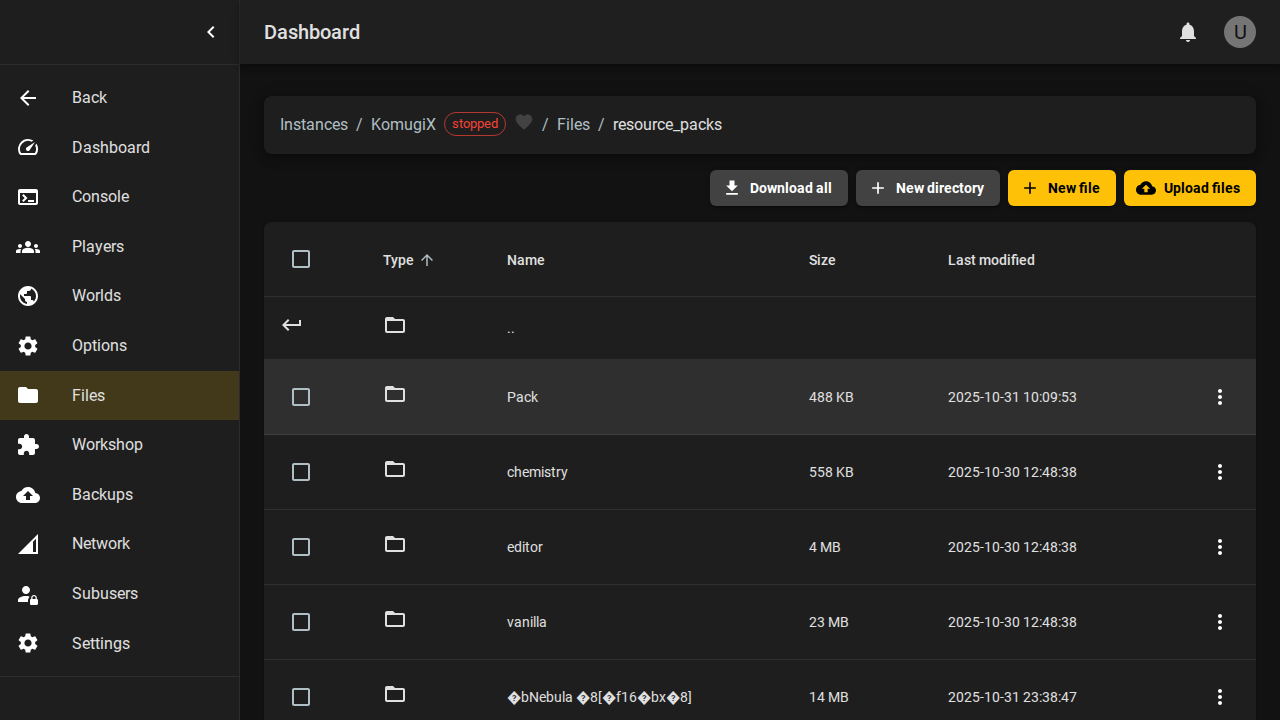 Dashboard
U
Back
Dashboard
Console
Players
Worlds
Options
Files
Workshop
Backups
Network
Subusers
Settings
Instances / KomugiX stopped / Files / resource_packs
Download all
New directory
New file
Upload files
Type Name Size Last modified
..
Pack 488 KB 2025-10-31 10:09:53
chemistry 558 KB 2025-10-30 12:48:38
editor 4 MB 2025-10-30 12:48:38
vanilla 23 MB 2025-10-30 12:48:38
�bNebula �8[�f16�bx�8] 14 MB 2025-10-31 23:38:47